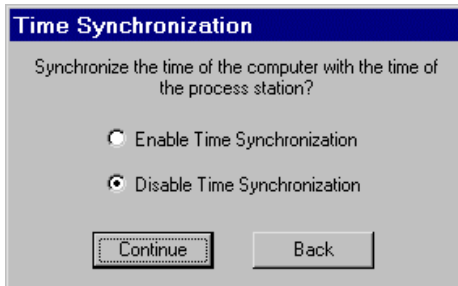 Time Synchronization
Synchronize the time of the computer with the time of
the process station?
Enable Time Synchronization
Disable Time Synchronization
Continue
Back